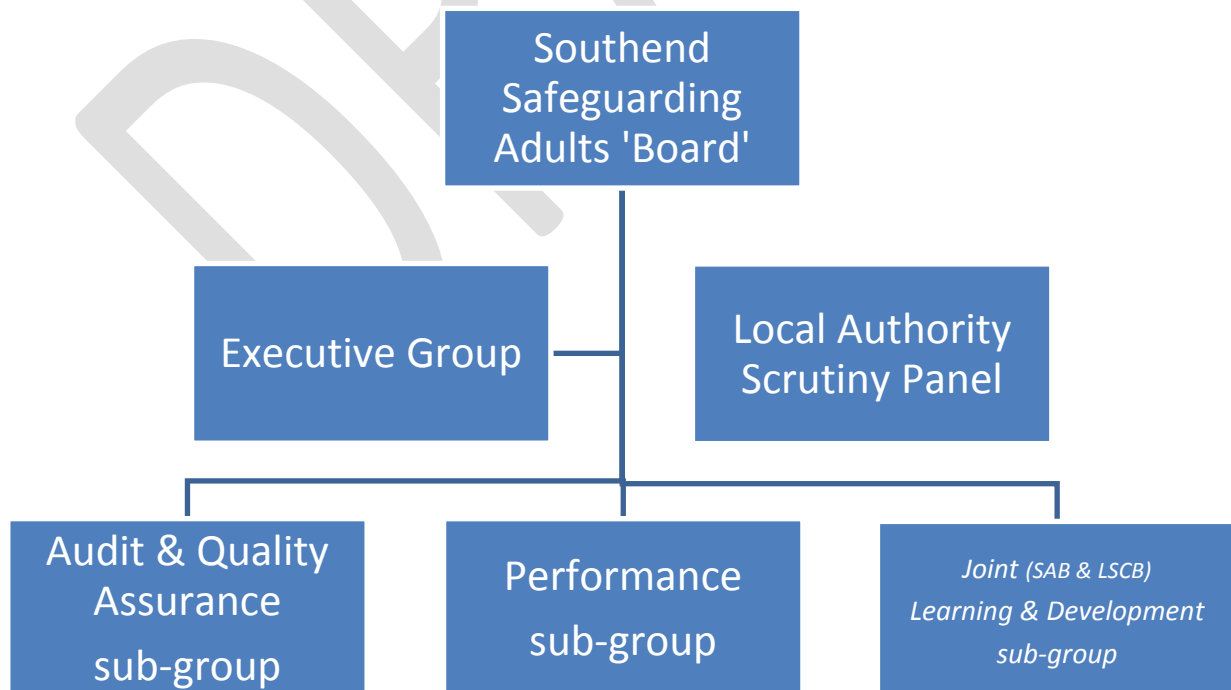 Southend
Safeguarding
Adults 'Board'
Executive Group
Local Authority
Scrutiny Panel
Audit & Quality
Assurance
sub-group
Performance
sub-group
Joint (SAB & LSCB)
Learning & Development
sub-group